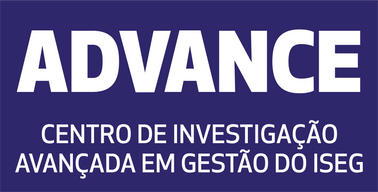 ADVANCE
CENTRO DE INVESTIGAÇÃO
AVANÇADA EM GESTÃO DO ISEG